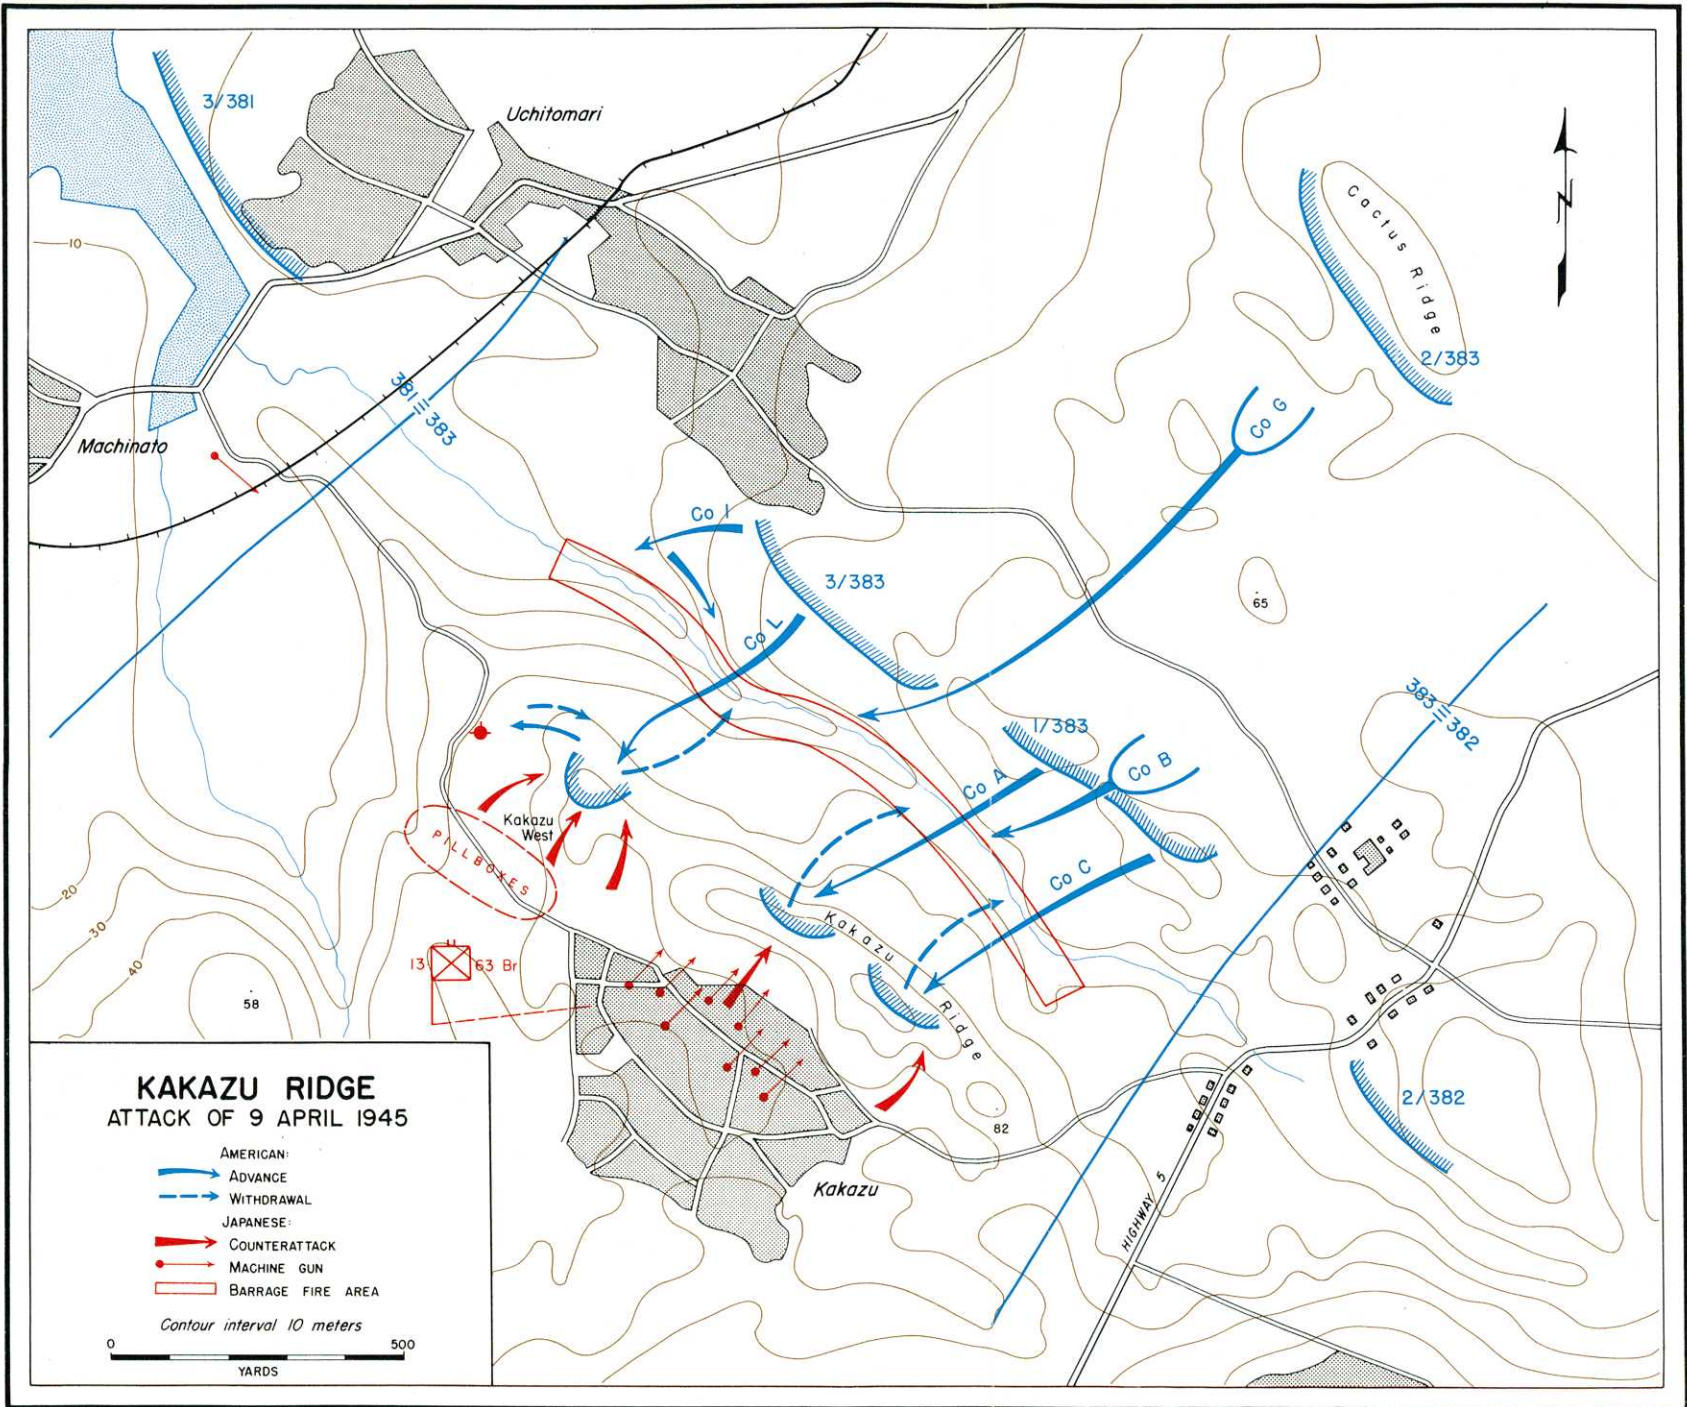 3/381
Uchitomari
10
Cactus Ridge
2/383
381 383
Machinato
Co G
Co I
3/383
65
Co L
383 382
1/383
Co A
Co B
Kakazu
West
PILLBOXES
Co C
20
30
40
Kakazu Ridge
13 63 Br
58
82
2/382
Kakazu
HIGHWAY 5
KAKAZU RIDGE
ATTACK OF 9 APRIL 1945
AMERICAN:
ADVANCE
WITHDRAWAL
JAPANESE:
COUNTERATTACK
MACHINE GUN
BARRAGE FIRE AREA
Contour interval 10 meters
0 500
YARDS
N